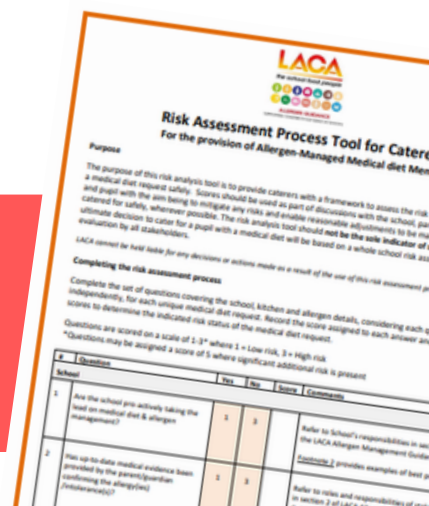 LACA
the school food people
ALLERGEN GUIDANCE
Risk Assessment Process Tool for Catere
For the provision of Allergen-Managed Medical diet Men
Purpose
The purpose of this risk analysis tool is to provide caterers with a framework to assess the risk
a medical diet request safely. Scores should be used as part of discussions with the school, pa
and pupil with the aim being to mitigate any risks and enable reasonable adjustments to be ma
catered for safely, wherever possible. The risk analysis tool should not be the sole indicator of
ultimate decision to cater for a pupil with a medical diet will be based on a whole school risk ass
evaluation by all stakeholders.
LACA cannot be held liable for any decisions or actions made as a result of the use of this risk assessment p
Completing the risk assessment process
Complete the set of questions covering the school, kitchen and allergen details, considering each q
independently, for each unique medical diet request. Record the score assigned to each answer and
scores to determine the indicated risk status of the medical diet request.
Questions are scored on a scale of 1-3* where 1 = Low risk, 3 = High risk
*Questions may be assigned a score of 5 where significant additional risk is present
# Question Yes No Score Comments
School
1 Are the school pro-actively taking the 1 3 Refer to School's responsibilities in sec
lead on medical diet & allergen the LACA Allergen Management Guida
management?
Footnote 2 provides examples of best p
2 Has up-to-date medical evidence been 1 3 Refer to roles and responsibilities of
provided by the parent/guardian in section 2 of LACA
confirming the allergy(ies)
/intolerance(s)?